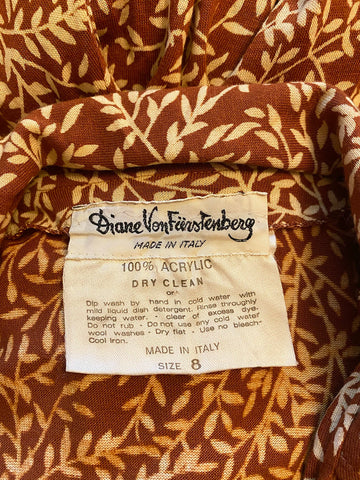 Diane Von Fürstenberg
MADE IN ITALY
100% ACRYLIC
DRY CLEAN
OR
Dip wash by hand in cold water with
mild liquid dish detergent. Rinse throughly
keeping water. · clear of excess dye.
Do not rub · Do not use any cold water
wool washes · Dry flat · Use no bleach-
Cool Iron.
MADE IN ITALY
SIZE 8